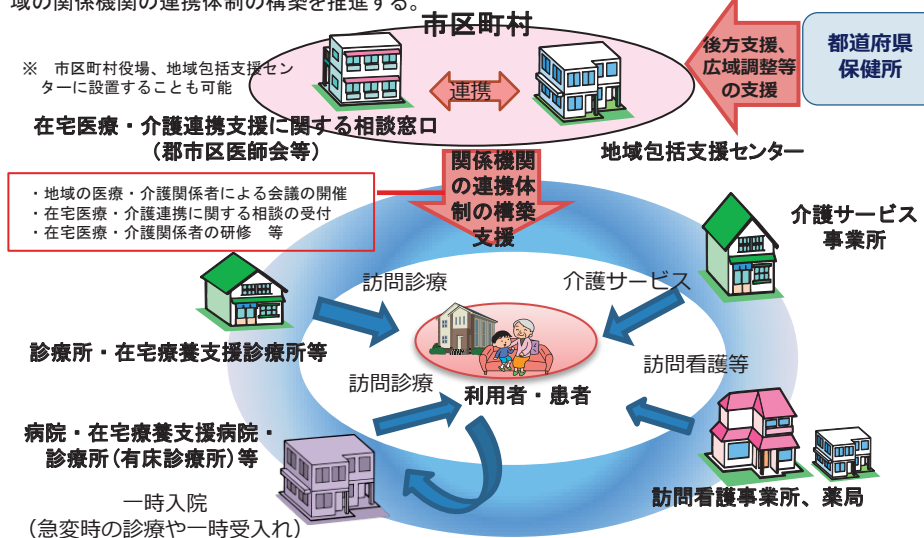 域の関係機関の連携体制の構築を推進する。
市区町村
後方支援、
広域調整等
の支援
都道府県
保健所
※　市区町村役場、地域包括支援セン
ターに設置することも可能
連携
在宅医療・介護連携支援に関する相談窓口
（郡市区医師会等）
地域包括支援センター
関係機関
の連携体
制の構築
支援
・地域の医療・介護関係者による会議の開催
・在宅医療・介護連携に関する相談の受付
・在宅医療・介護関係者の研修　等
介護サービス
事業所
訪問診療
介護サービス
診療所・在宅療養支援診療所等
訪問診療
訪問看護等
利用者・患者
病院・在宅療養支援病院・
診療所(有床診療所)等
訪問看護事業所、薬局
一時入院
（急変時の診療や一時受入れ）